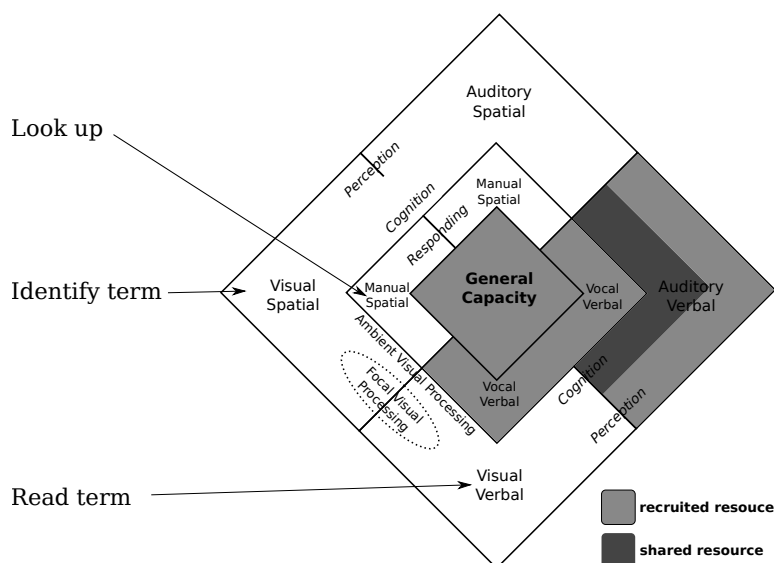 Auditory
Spatial
Look up
Perception
Cognition
Manual
Spatial
Responding
Identify term
Visual
Spatial
Manual
Spatial
General
Capacity
Vocal
Verbal
Auditory
Verbal
Ambient Visual Processing
Focal Visual
Processing
Vocal
Verbal
Cognition
Perception
Read term
Visual
Verbal
recruited resouce
shared resource